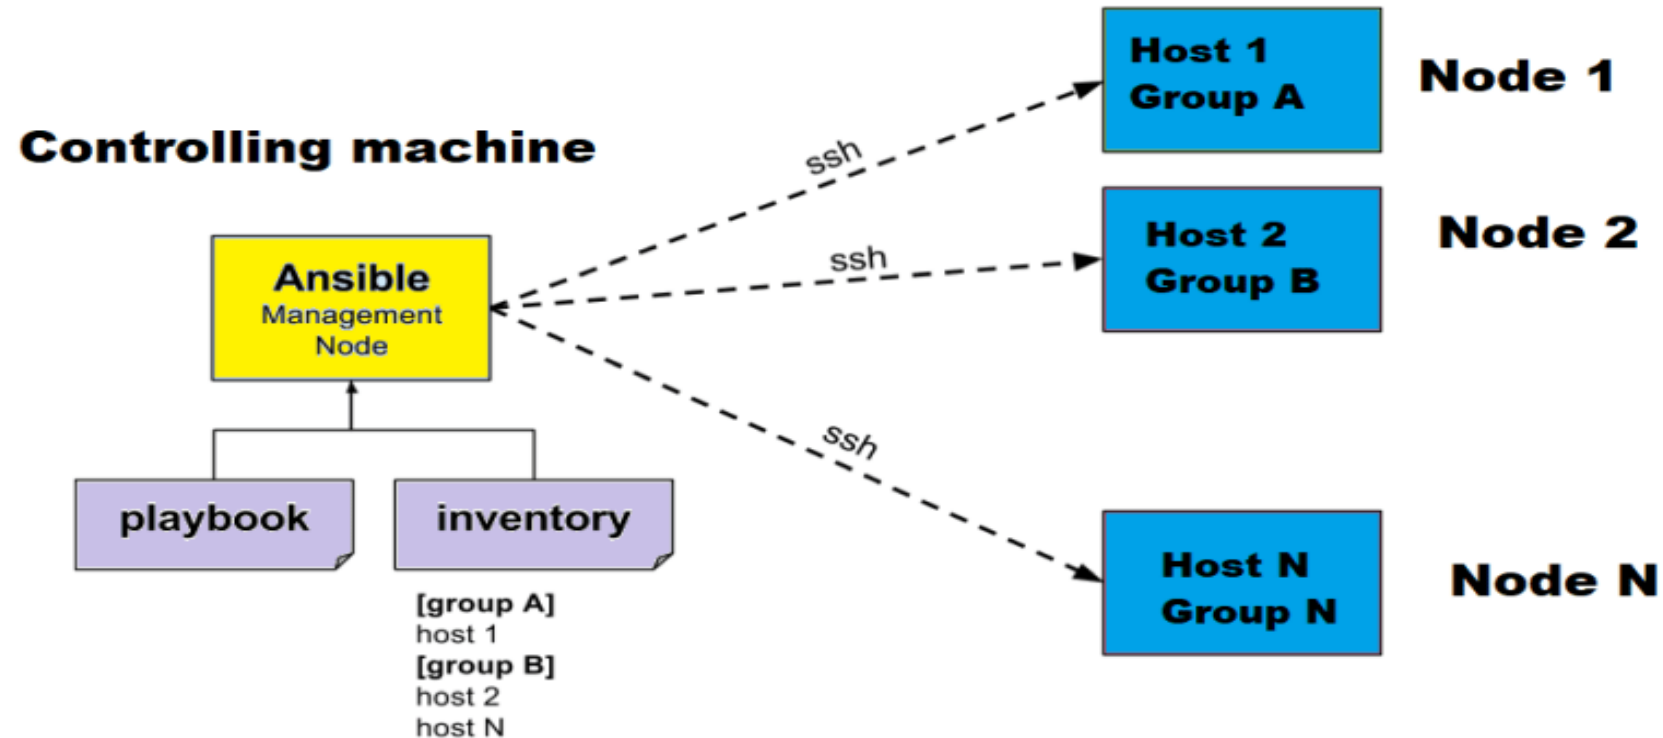 Controlling machine
Ansible
Management
Node
playbook
inventory
[group A]
host 1
[group B]
host 2
host N
ssh
ssh
ssh
Host 1
Group A
Node 1
Host 2
Group B
Node 2
Host N
Group N
Node N